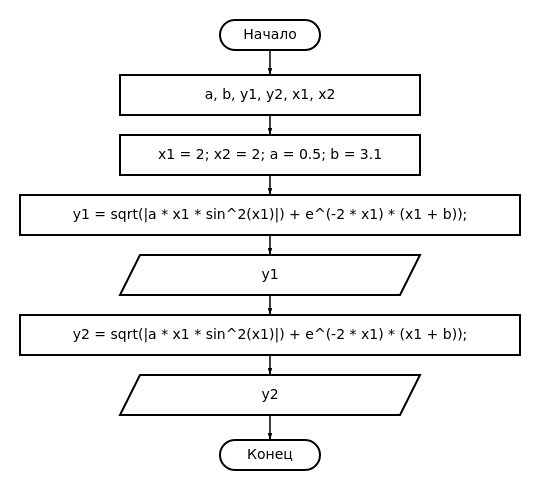 Начало
a, b, y1, y2, x1, x2
x1 = 2; x2 = 2; a = 0.5; b = 3.1
y1 = sqrt(|a * x1 * sin^2(x1)|) + e^(-2 * x1) * (x1 + b));
y1
y2 = sqrt(|a * x1 * sin^2(x1)|) + e^(-2 * x1) * (x1 + b));
y2
Конец